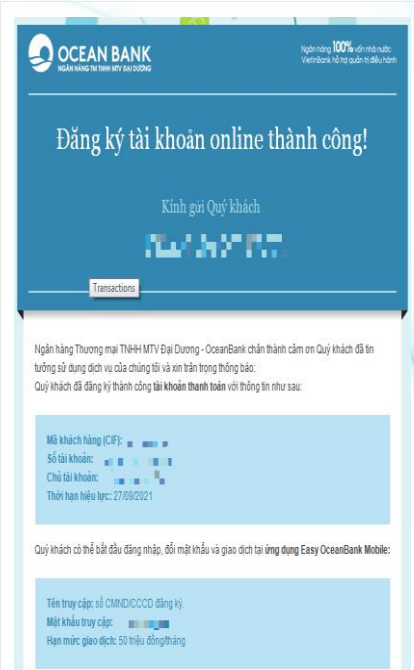 OCEAN BANK
NGÂN HÀNG TM TNHH MTV ĐẠI DƯƠNG
Ngân hàng 100% vốn nhà nước
VietinBank hỗ trợ quản trị điều hành
Đăng ký tài khoản online thành công!
Kính gửi Quý khách
Transactions
Ngân hàng Thương mại TNHH MTV Đại Dương - OceanBank chân thành cảm ơn Quý khách đã tin
tưởng sử dụng dịch vụ của chúng tôi và xin trân trọng thông báo:
Quý khách đã đăng ký thành công tài khoản thanh toán với thông tin như sau:
Mã khách hàng (CIF):
Số tài khoản:
Chủ tài khoản:
Thời hạn hiệu lực: 27/09/2021
Quý khách có thể bắt đầu đăng nhập, đổi mật khẩu và giao dịch tại ứng dụng Easy OceanBank Mobile:
Tên truy cập: số CMND/CCCD đăng ký.
Mật khẩu truy cập:
Hạn mức giao dịch: 50 triệu đồng/tháng